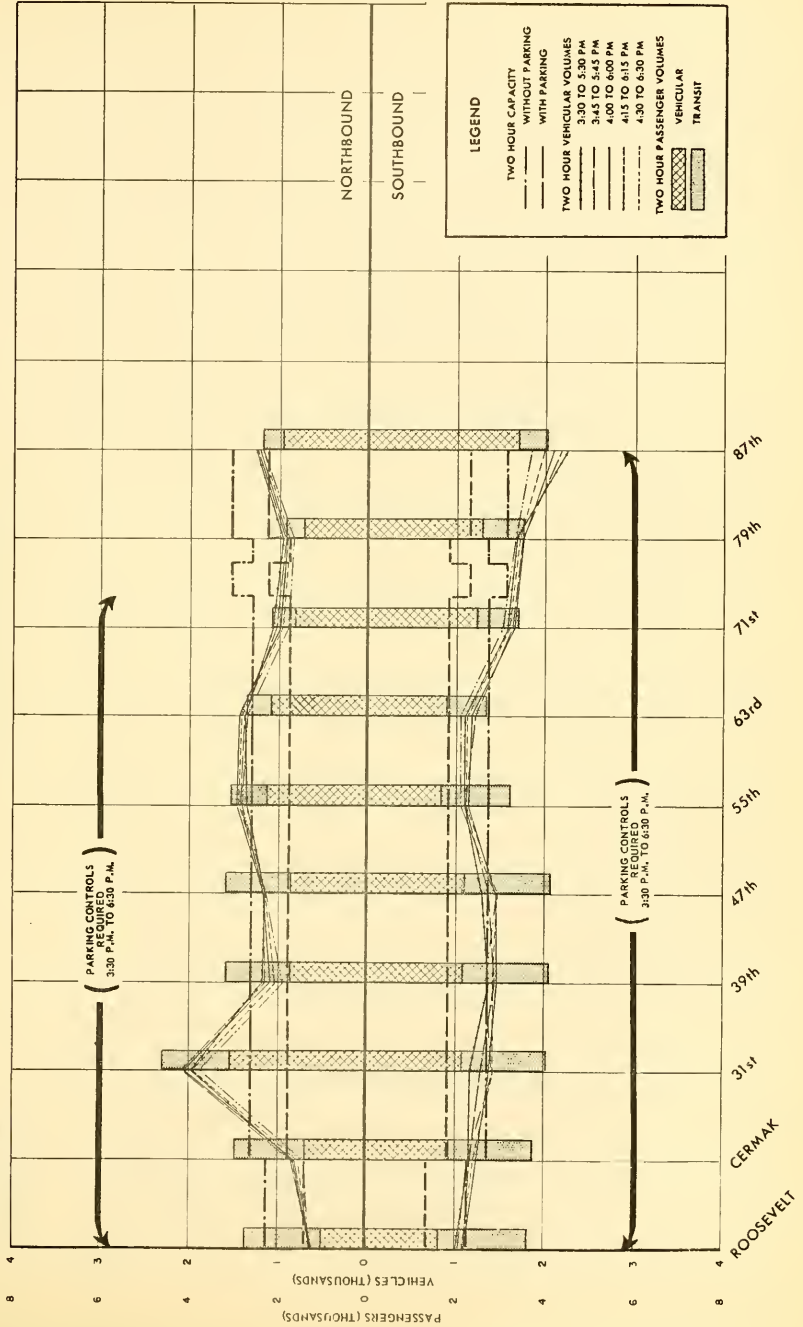 NORTHBOUND
SOUTHBOUND
(PARKING CONTROLS
REQUIRED
3:30 P.M. TO 6:30 P.M.)
(PARKING CONTROLS
REQUIRED
3:30 P.M. TO 6:30 P.M.)
LEGEND
TWO HOUR CAPACITY
WITHOUT PARKING
WITH PARKING
TWO HOUR VEHICULAR VOLUMES
3:30 TO 5:30 PM
3:45 TO 5:45 PM
4:00 TO 6:00 PM
4:15 TO 6:15 PM
4:30 TO 6:30 PM
TWO HOUR PASSENGER VOLUMES
VEHICULAR
TRANSIT
PASSENGERS (THOUSANDS)
8 6 4 2 0 2 4 6 8
VEHICLES (THOUSANDS)
4 3 2 1 0 1 2 3 4
ROOSEVELT
CERMAK
31st
39th
47th
55th
63rd
71st
79th
87th